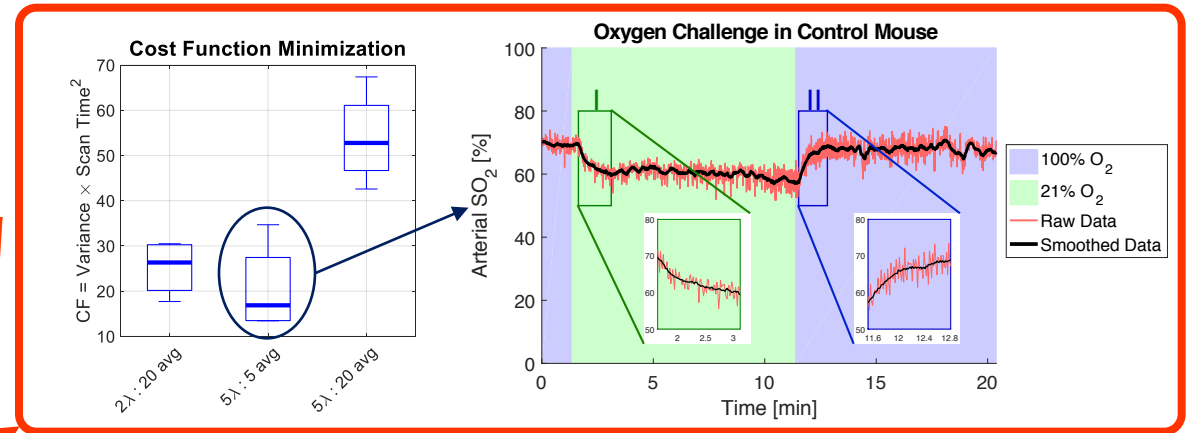 Cost Function Minimization
CF = Variance × Scan Time²
70
60
50
40
30
20
10
2λ : 20 avg
5λ : 5 avg
5λ : 20 avg
Oxygen Challenge in Control Mouse
Arterial SO₂ [%]
100
80
60
40
20
0
0
5
10
15
20
Time [min]
I
II
80
70
60
50
2
2.5
3
80
70
60
50
11.6
12
12.4
12.8
100% O₂
21% O₂
Raw Data
Smoothed Data